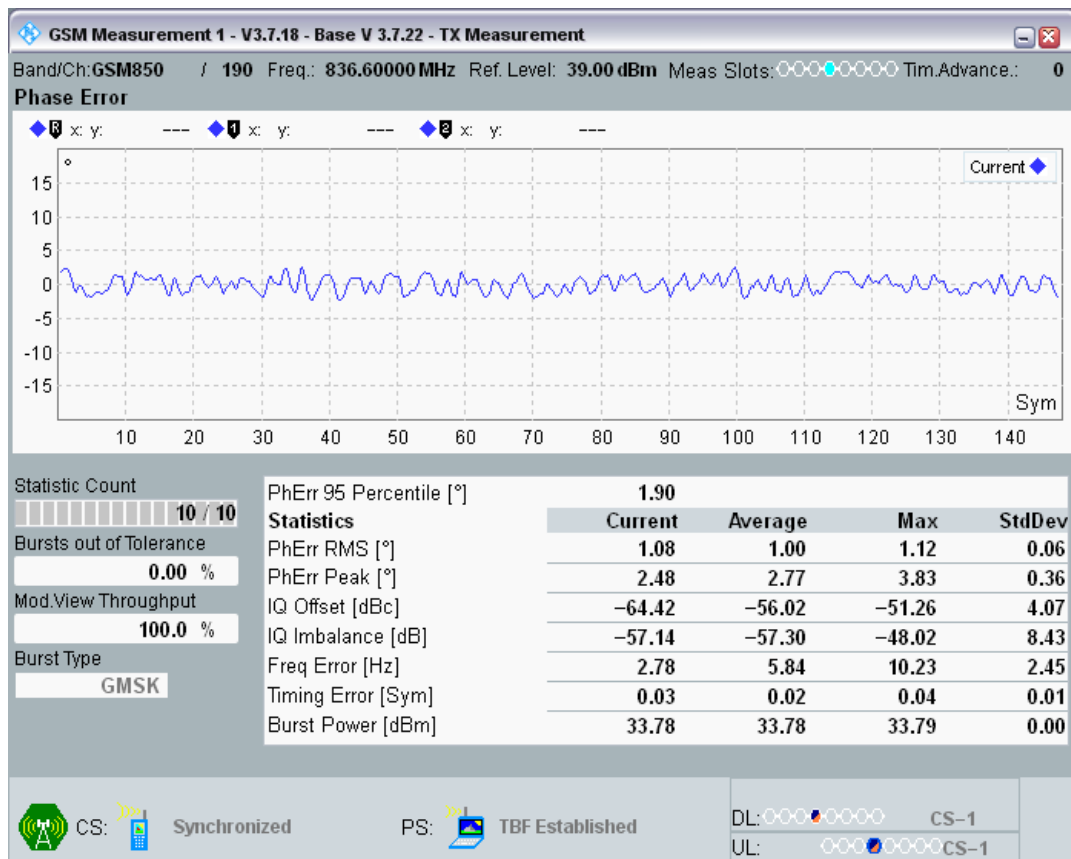 GSM Measurement 1 - V3.7.18 - Base V 3.7.22 - TX Measurement
Band/Ch:GSM850 / 190 Freq.: 836.60000 MHz Ref. Level: 39.00 dBm Meas Slots: Tim.Advance.: 0
Phase Error
R x: y: --- 1 x: y: --- 2 x: y: ---
° Current
15
10
5
0
-5
-10
-15
Sym
10 20 30 40 50 60 70 80 90 100 110 120 130 140
Statistic Count
10 / 10
Bursts out of Tolerance
0.00 %
Mod.View Throughput
100.0 %
Burst Type
GMSK
PhErr 95 Percentile [°] 1.90
Statistics Current Average Max StdDev
PhErr RMS [°] 1.08 1.00 1.12 0.06
PhErr Peak [°] 2.48 2.77 3.83 0.36
IQ Offset [dBc] −64.42 −56.02 −51.26 4.07
IQ Imbalance [dB] −57.14 −57.30 −48.02 8.43
Freq Error [Hz] 2.78 5.84 10.23 2.45
Timing Error [Sym] 0.03 0.02 0.04 0.01
Burst Power [dBm] 33.78 33.78 33.79 0.00
CS: Synchronized PS: TBF Established
DL: CS−1
UL: CS−1